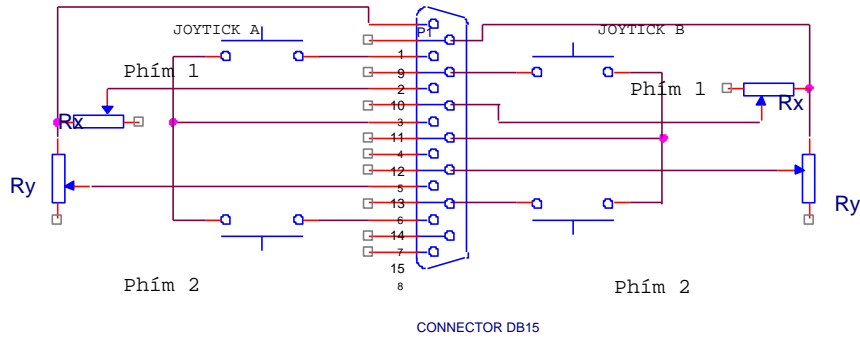 JOYTICK A
P1
JOYTICK B
Phím 1
Phím 1
Rx
Rx
Ry
Ry
1
9
2
10
3
11
4
12
5
13
6
14
7
15
8
Phím 2
Phím 2
CONNECTOR DB15